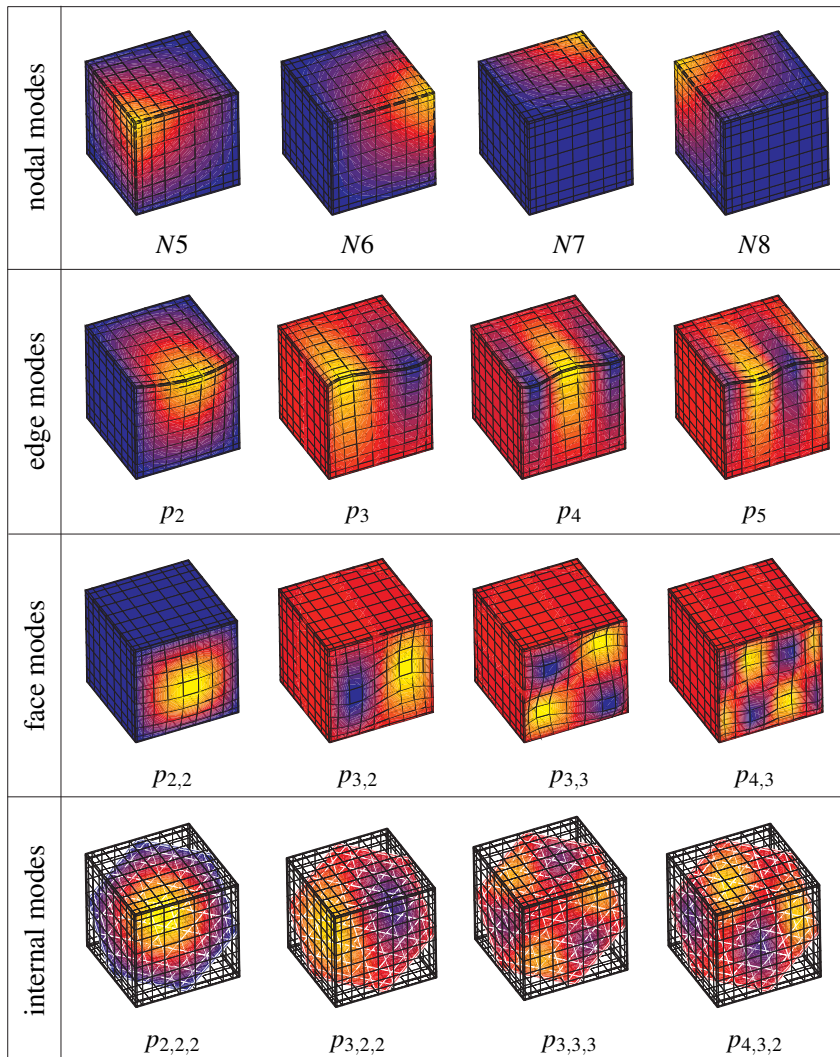 nodal modes
N5 N6 N7 N8
edge modes
p2 p3 p4 p5
face modes
p2,2 p3,2 p3,3 p4,3
internal modes
p2,2,2 p3,2,2 p3,3,3 p4,3,2